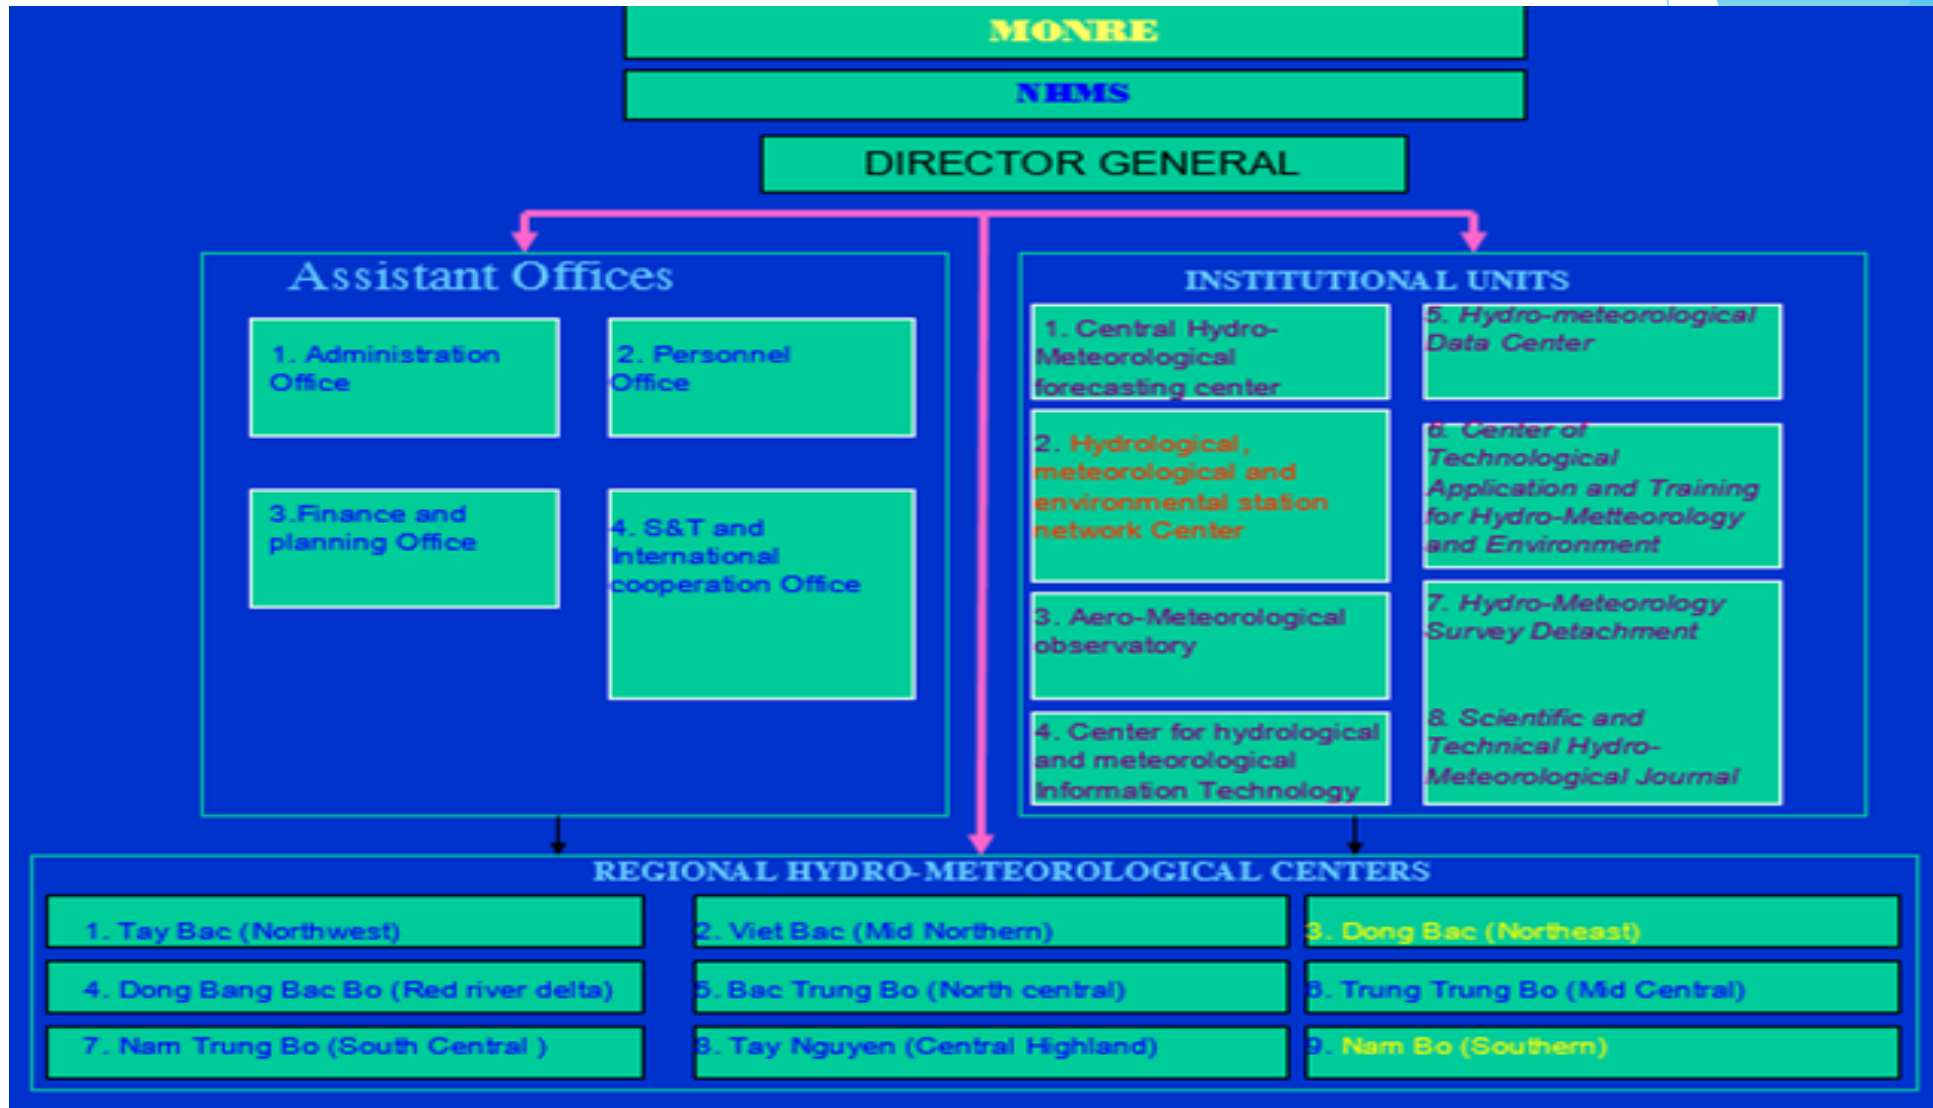 MONRE
NHMS
DIRECTOR GENERAL
Assistant Offices
1. Administration
Office
2. Personnel
Office
3.Finance and
planning Office
4. S&T and
International
cooperation Office
INSTITUTIONAL UNITS
1. Central Hydro-
Meteorological
forecasting center
2. Hydrological,
meteorological and
environmental station
network Center
3. Aero-Meteorological
observatory
4. Center for hydrological
and meteorological
Information Technology
5. Hydro-meteorological
Data Center
6. Center of
Technological
Application and Training
for Hydro-Metteorology
and Environment
7. Hydro-Meteorology
Survey Detachment
8. Scientific and
Technical Hydro-
Meteorological Journal
REGIONAL HYDRO-METEOROLOGICAL CENTERS
1. Tay Bac (Northwest)
2. Viet Bac (Mid Northern)
3. Dong Bac (Northeast)
4. Dong Bang Bac Bo (Red river delta)
5. Bac Trung Bo (North central)
6. Trung Trung Bo (Mid Central)
7. Nam Trung Bo (South Central )
8. Tay Nguyen (Central Highland)
9. Nam Bo (Southern)